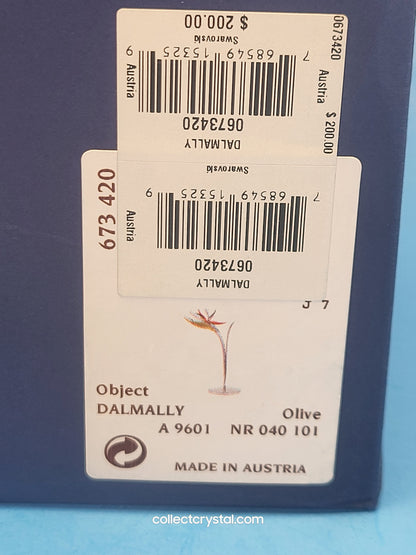 $ 200.00
Swarovski
7 68549 15325 9
Austria
0673420
DALMALLY
0673420
Austria
$ 200.00
Swarovski
7 68549 15325 9
Austria
0673420
DALMALLY
673 420
J 7
Object
DALMALLY
Olive
A 9601 NR 040 101
MADE IN AUSTRIA
collectcrystal.com